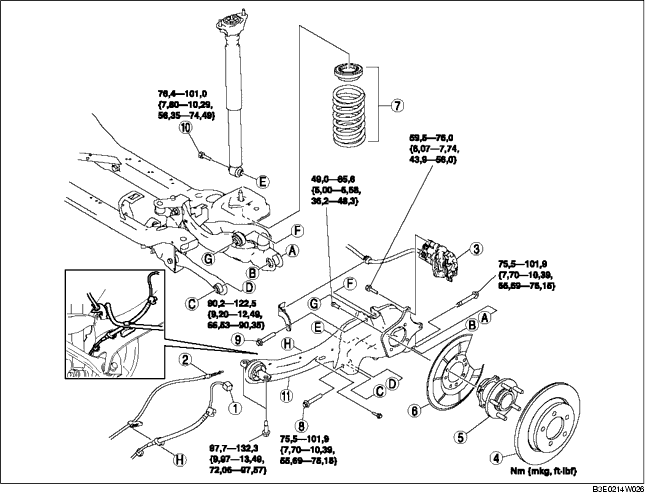 76,4—101,0
{7,80—10,29,
56,35—74,49}
10
E
7
59,5—76,0
{6,07—7,74,
43,9—56,0}
49,0—65,6
{5,00—6,68,
36,2—48,3}
F
A
G
B
D
C
3
75,5—101,9
{7,70—10,39,
55,69—75,15}
90,2—122,5
{9,20—12,49,
66,53—90,35}
9
F
G
E
H
A
B
2
C
D
11
1
6
8
5
4
H
97,7—132,3
{9,97—13,49,
72,06—97,57}
75,5—101,9
{7,70—10,39,
55,69—75,15}
Nm {mkg, ft·lbf}
B3E0214W026